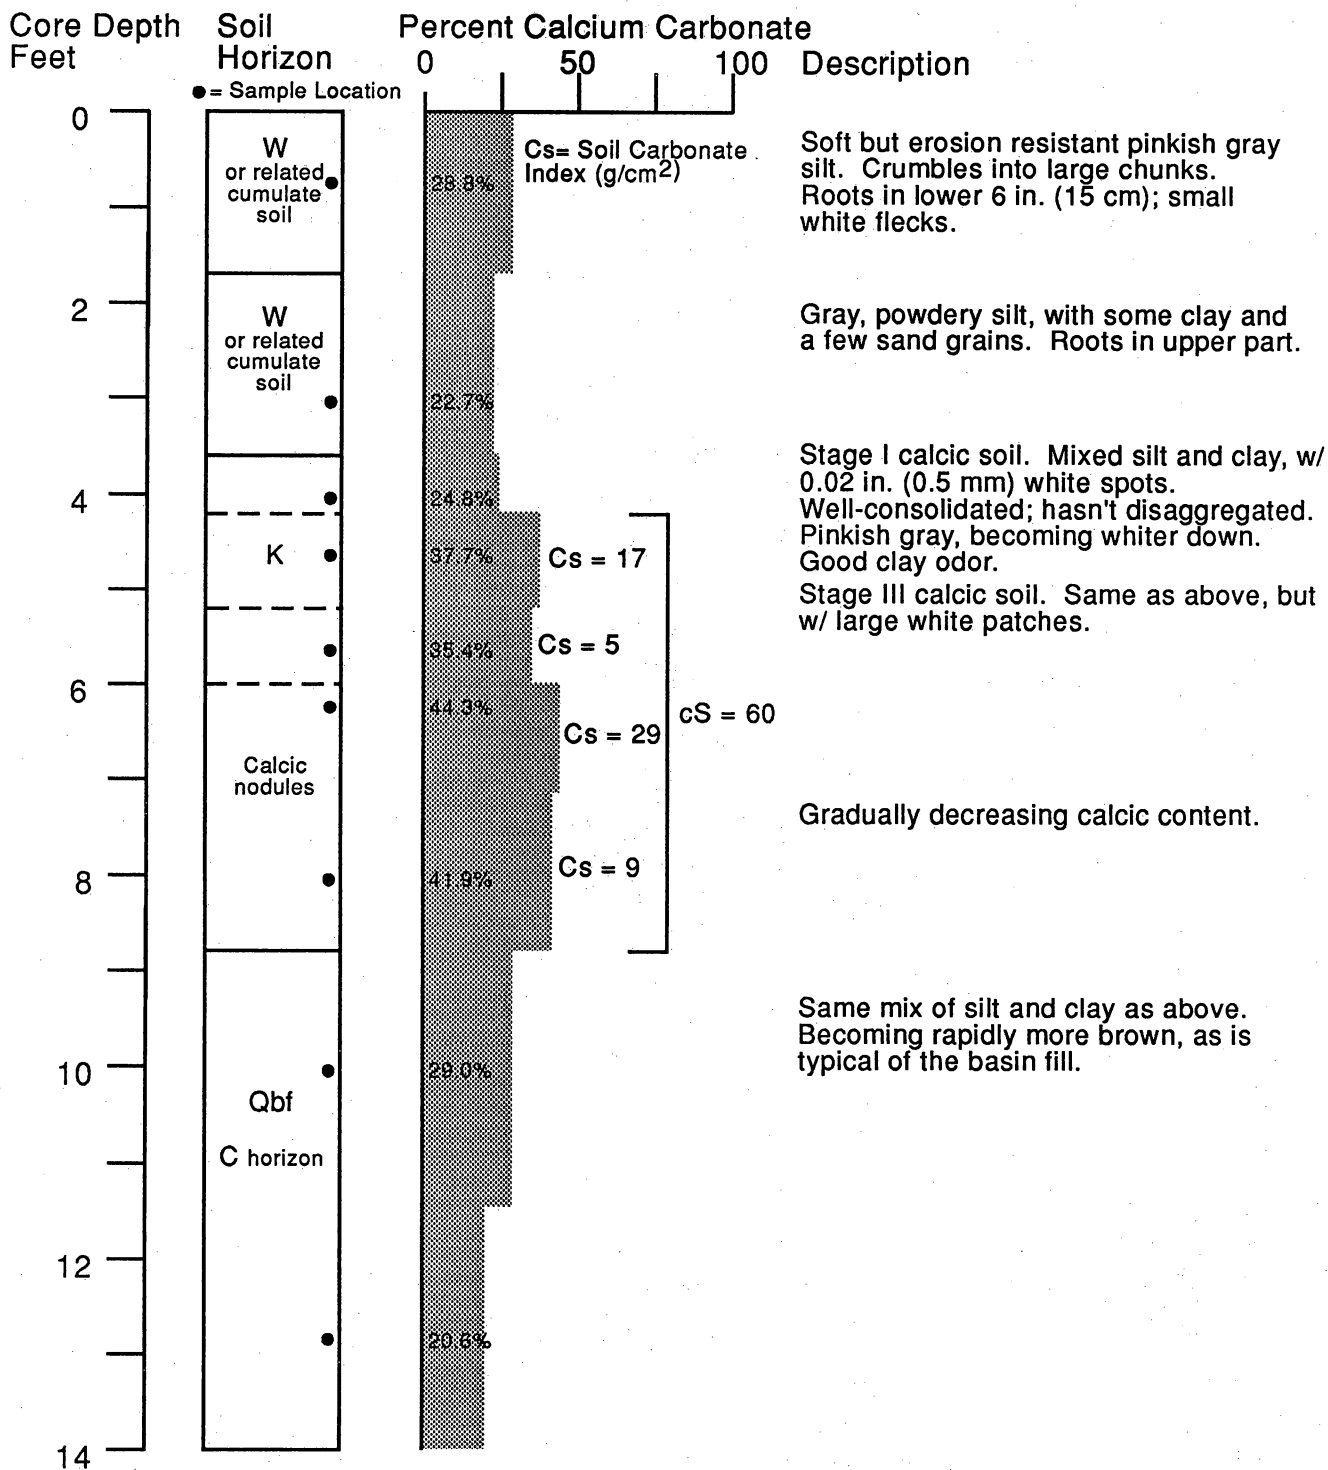 Core Depth
Feet
Soil
Horizon
● = Sample Location
Percent Calcium Carbonate
0 50 100
Description
0
2
4
6
8
10
12
14
W
or related
cumulate
soil
W
or related
cumulate
soil
K
Calcic
nodules
Qbf
C horizon
28.8%
22.7%
24.8%
37.7%
35.4%
44.3%
41.9%
29.0%
20.6%
Cs= Soil Carbonate
Index (g/cm2)
Cs = 17
Cs = 5
Cs = 29
Cs = 9
cS = 60
Soft but erosion resistant pinkish gray
silt. Crumbles into large chunks.
Roots in lower 6 in. (15 cm); small
white flecks.
Gray, powdery silt, with some clay and
a few sand grains. Roots in upper part.
Stage I calcic soil. Mixed silt and clay, w/
0.02 in. (0.5 mm) white spots.
Well-consolidated; hasn't disaggregated.
Pinkish gray, becoming whiter down.
Good clay odor.
Stage III calcic soil. Same as above, but
w/ large white patches.
Gradually decreasing calcic content.
Same mix of silt and clay as above.
Becoming rapidly more brown, as is
typical of the basin fill.